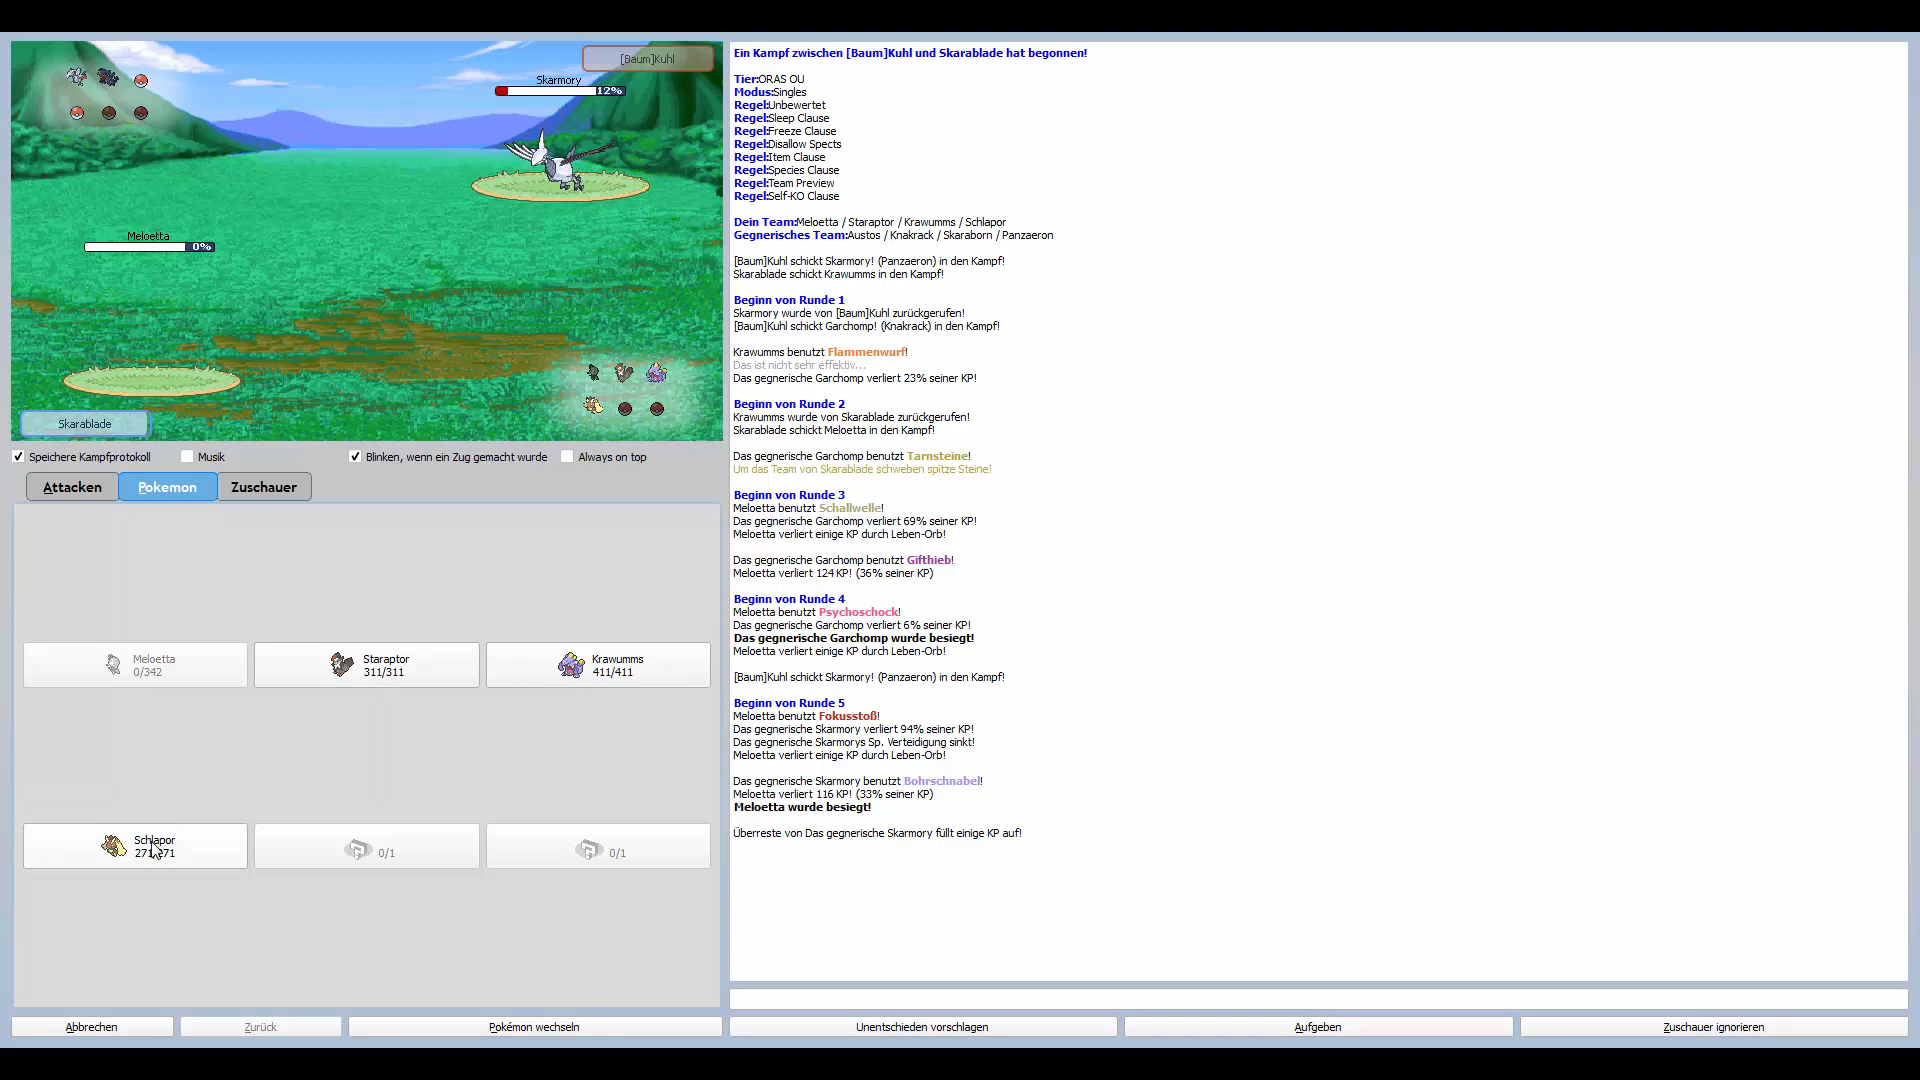 [Baum]Kuhl
Skarmory
12%
Meloetta
0%
Skarablade
Speichere Kampfprotokoll
Musik
Blinken, wenn ein Zug gemacht wurde
Always on top
Attacken
Pokemon
Zuschauer
Meloetta
0/342
Staraptor
311/311
Krawumms
411/411
Schlapor
271/271
0/1
0/1
Abbrechen
Zurück
Pokémon wechseln
Ein Kampf zwischen [Baum]Kuhl und Skarablade hat begonnen!
Tier:ORAS OU
Modus:Singles
Regel:Unbewertet
Regel:Sleep Clause
Regel:Freeze Clause
Regel:Disallow Spects
Regel:Item Clause
Regel:Species Clause
Regel:Team Preview
Regel:Self-KO Clause
Dein Team:Meloetta / Staraptor / Krawumms / Schlapor
Gegnerisches Team:Austos / Knakrack / Skaraborn / Panzaeron
[Baum]Kuhl schickt Skarmory! (Panzaeron) in den Kampf!
Skarablade schickt Krawumms in den Kampf!
Beginn von Runde 1
Skarmory wurde von [Baum]Kuhl zurückgerufen!
[Baum]Kuhl schickt Garchomp! (Knakrack) in den Kampf!
Krawumms benutzt Flammenwurf!
Das ist nicht sehr effektiv...
Das gegnerische Garchomp verliert 23% seiner KP!
Beginn von Runde 2
Krawumms wurde von Skarablade zurückgerufen!
Skarablade schickt Meloetta in den Kampf!
Das gegnerische Garchomp benutzt Tarnsteine!
Um das Team von Skarablade schweben spitze Steine!
Beginn von Runde 3
Meloetta benutzt Schallwelle!
Das gegnerische Garchomp verliert 69% seiner KP!
Meloetta verliert einige KP durch Leben-Orb!
Das gegnerische Garchomp benutzt Gifthieb!
Meloetta verliert 124 KP! (36% seiner KP)
Beginn von Runde 4
Meloetta benutzt Psychoschock!
Das gegnerische Garchomp verliert 6% seiner KP!
Das gegnerische Garchomp wurde besiegt!
Meloetta verliert einige KP durch Leben-Orb!
[Baum]Kuhl schickt Skarmory! (Panzaeron) in den Kampf!
Beginn von Runde 5
Meloetta benutzt Fokusstoß!
Das gegnerische Skarmory verliert 94% seiner KP!
Das gegnerische Skarmorys Sp. Verteidigung sinkt!
Meloetta verliert einige KP durch Leben-Orb!
Das gegnerische Skarmory benutzt Bohrschnabel!
Meloetta verliert 116 KP! (33% seiner KP)
Meloetta wurde besiegt!
Überreste von Das gegnerische Skarmory füllt einige KP auf!
Unentschieden vorschlagen
Aufgeben
Zuschauer ignorieren